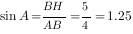 sin A = BH/AB = 5/4 = 1.25